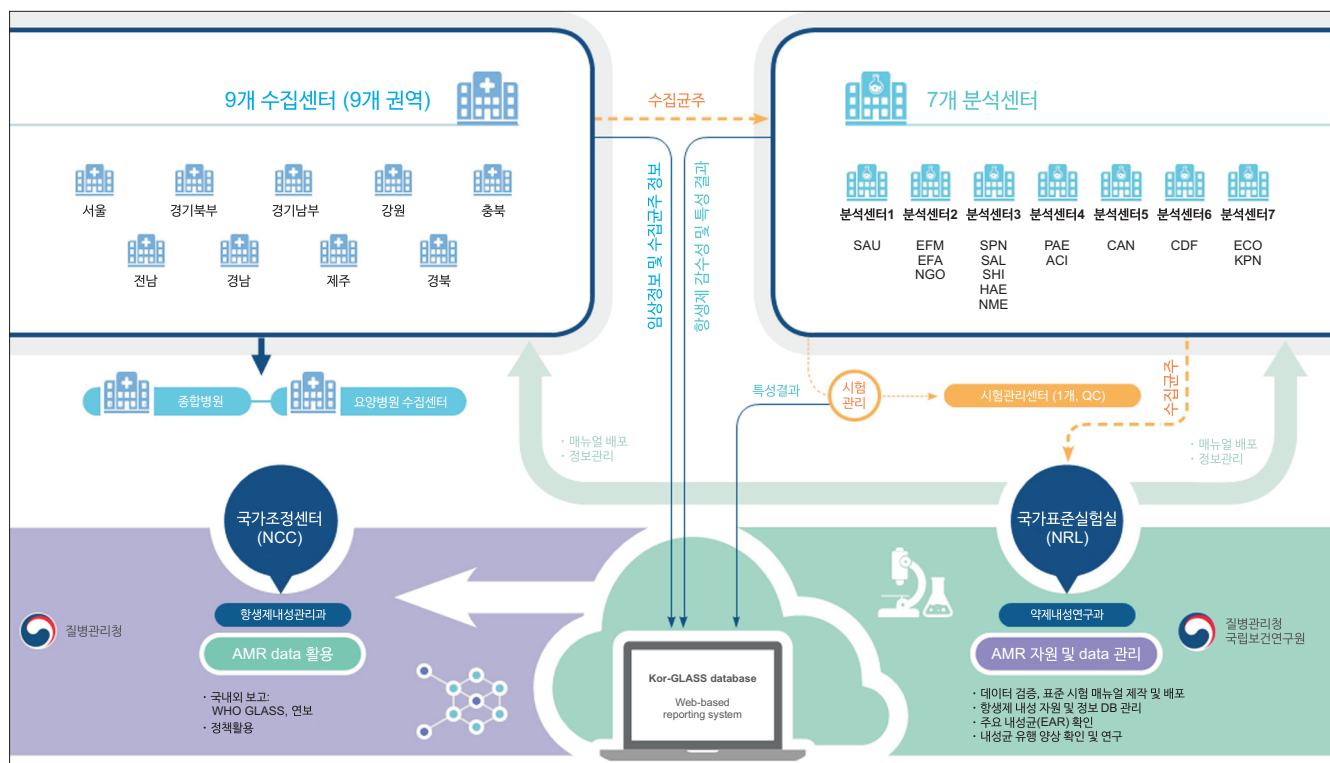 9개 수집센터 (9개 권역)
서울
경기북부
경기남부
강원
충북
전남
경남
제주
경북
종합병원
요양병원 수집센터
수집균주
임상정보 및 수집균주 정보
항생제 감수성 및 특성 결과
7개 분석센터
분석센터1
SAU
분석센터2
EFM
EFA
NGO
분석센터3
SPN
SAL
SHI
HAE
NME
분석센터4
PAE
ACI
분석센터5
CAN
분석센터6
CDF
분석센터7
ECO
KPN
특성결과
시험
관리
시험관리센터 (1개, QC)
수집균주
· 매뉴얼 배포
· 정보관리
· 매뉴얼 배포
· 정보관리
국가조정센터
(NCC)
항생제내성관리과
질병관리청
AMR data 활용
· 국내외 보고:
WHO GLASS, 연보
· 정책활용
Kor-GLASS database
Web-based
reporting system
국가표준실험실
(NRL)
약제내성연구과
질병관리청
국립보건연구원
AMR 자원 및 data 관리
· 데이터 검증, 표준 시험 매뉴얼 제작 및 배포
· 항생제 내성 자원 및 정보 DB 관리
· 주요 내성균(EAR) 확인
· 내성균 유행 양상 확인 및 연구